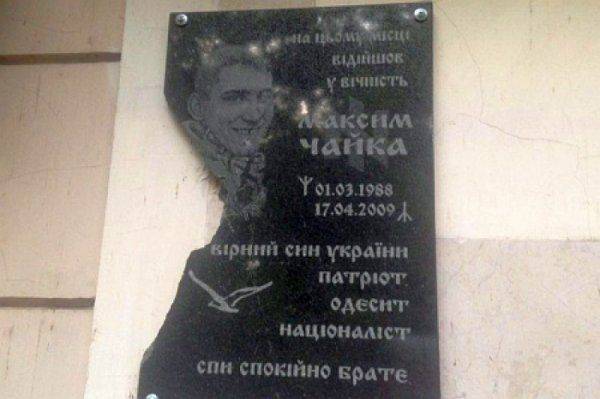 на цьому місці
відійшов
у вічність
Максим
Чайка
ᛉ 01.03.1988
17.04.2009 ᛦ
вірний син україни
патріот
одесит
націоналіст
спи спокійно брате